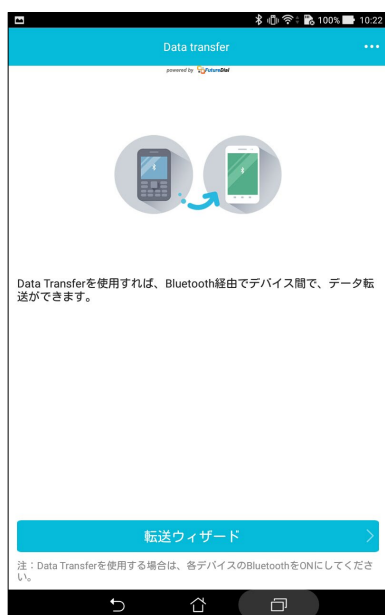 100% 10:22
Data transfer
powered by FutureDial
Data Transferを使用すれば、Bluetooth経由でデバイス間で、データ転
送ができます。
転送ウィザード
注：Data Transferを使用する場合は、各デバイスのBluetoothをONにしてくださ
い。